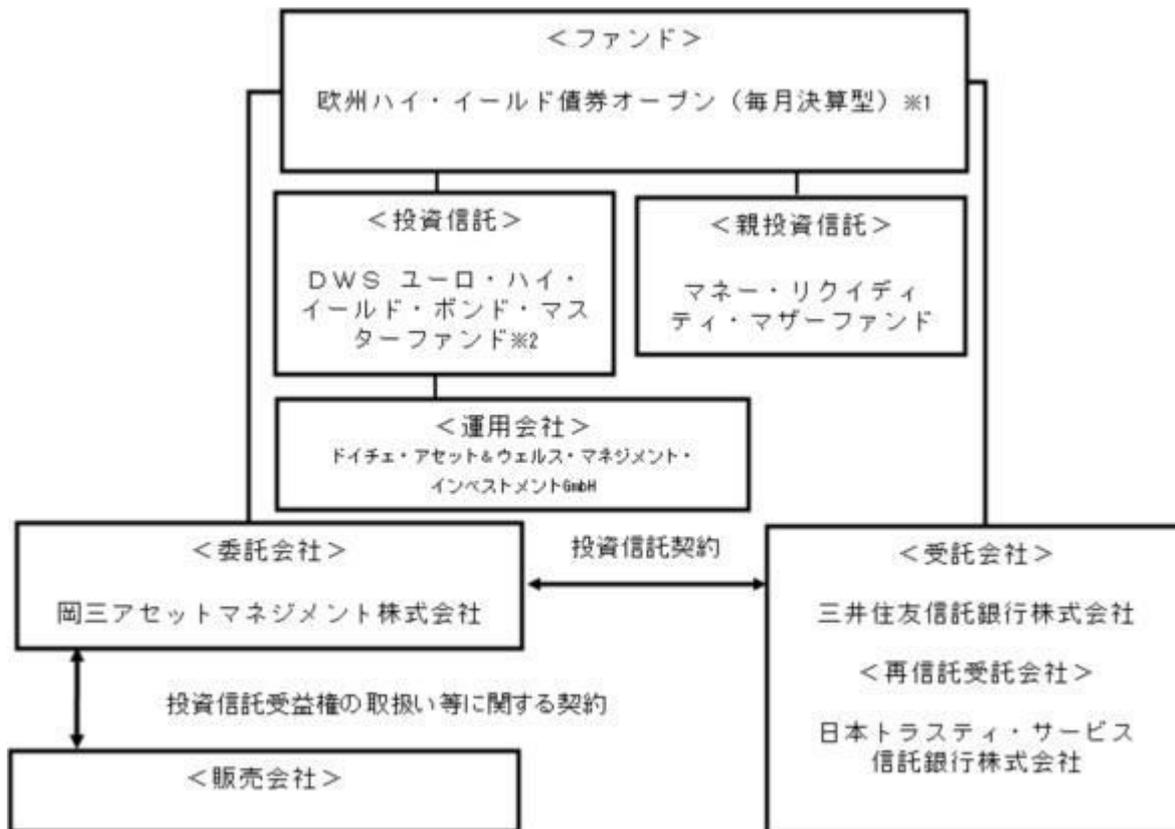 ＜ファンド＞
欧州ハイ・イールド債券オープン（毎月決算型）※1
＜投資信託＞
ＤＷＳ ユーロ・ハイ・
イールド・ボンド・マス
ターファンド※2
＜親投資信託＞
マネー・リクイディ
ティ・マザーファンド
＜運用会社＞
ドイチェ・アセット＆ウェルス・マネジメント・
インベストメントGmbH
＜委託会社＞
岡三アセットマネジメント株式会社
投資信託契約
＜受託会社＞
三井住友信託銀行株式会社
＜再信託受託会社＞
日本トラスティ・サービス
信託銀行株式会社
投資信託受益権の取扱い等に関する契約
＜販売会社＞